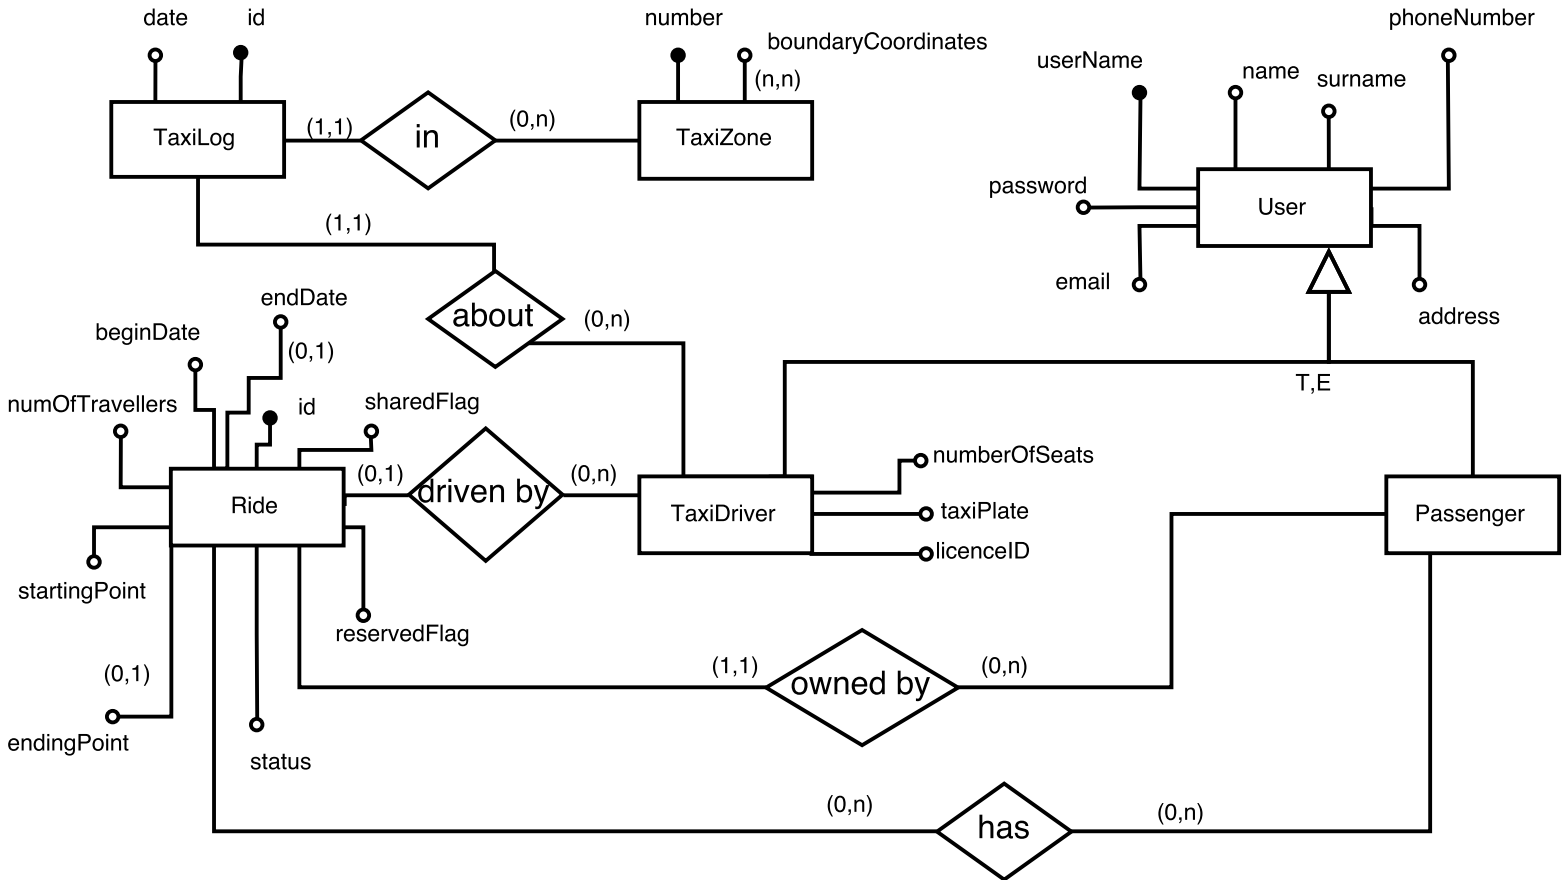 date
id
number
boundaryCoordinates
(n,n)
phoneNumber
userName
name
surname
TaxiLog
(1,1)
in
(0,n)
TaxiZone
password
User
(1,1)
email
address
endDate
about
(0,n)
beginDate
(0,1)
T,E
numOfTravellers
id
sharedFlag
(0,1)
driven by
(0,n)
numberOfSeats
Ride
TaxiDriver
taxiPlate
Passenger
licenceID
startingPoint
reservedFlag
(0,1)
(1,1)
owned by
(0,n)
endingPoint
status
(0,n)
has
(0,n)